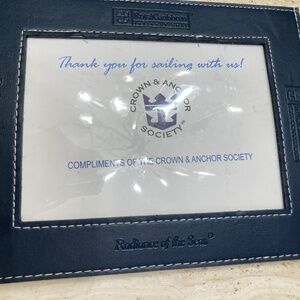 RoyalCaribbean
Thank you for sailing with us!
CROWN & ANCHOR
SOCIETY
COMPLIMENTS OF THE CROWN & ANCHOR SOCIETY
Radiance of the Seas